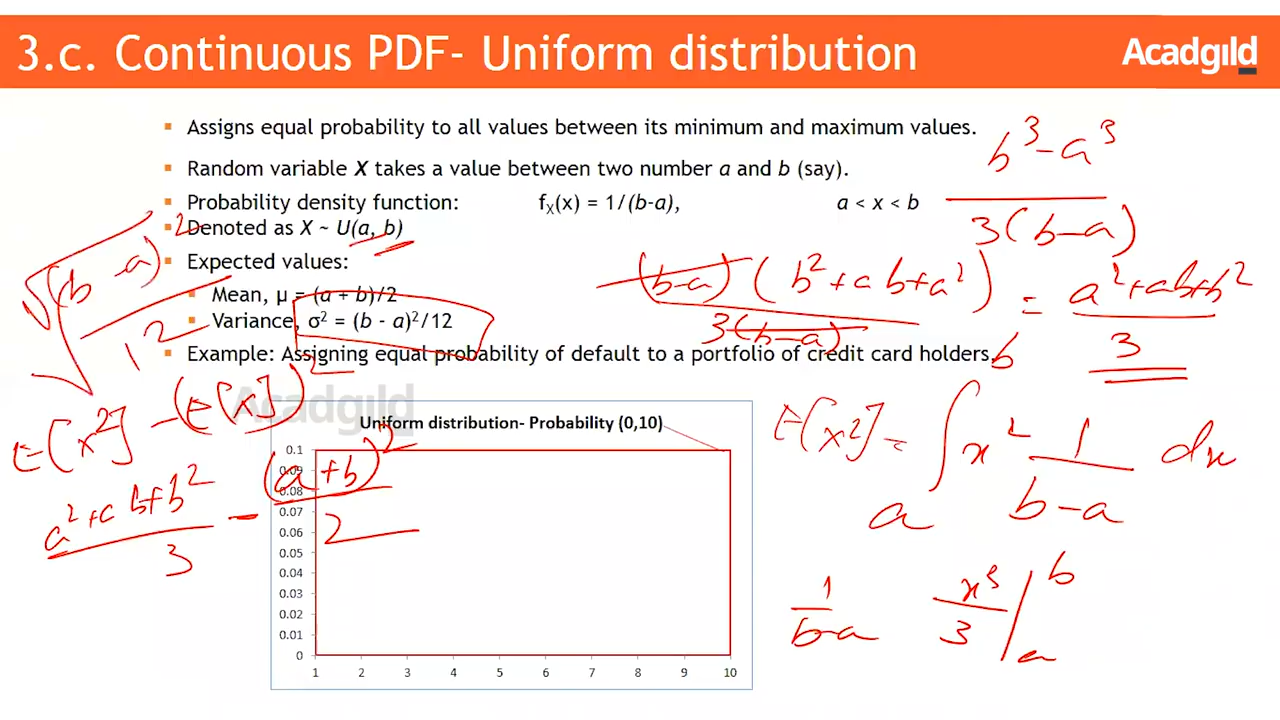 3.c. Continuous PDF- Uniform distribution
Acadgild
▪ Assigns equal probability to all values between its minimum and maximum values.
▪ Random variable X takes a value between two number a and b (say).
▪ Probability density function: fX(x) = 1/(b-a), a < x < b
▪ Denoted as X ~ U(a, b)
▪ Expected values:
▪ Mean, μ = (a + b)/2
▪ Variance, σ² = (b - a)²/12
▪ Example: Assigning equal probability of default to a portfolio of credit card holders.
Acadgild
Uniform distribution- Probability (0,10)
0.1
0.09
0.08
0.07
0.06
0.05
0.04
0.03
0.02
0.01
0
1 2 3 4 5 6 7 8 9 10
b³-a³
3(b-a)
(b-a)(b²+ab+a²)
3(b-a)
= a²+ab+b²
3
√(b-a)²
12
E[x²] - (E[x])²
a²+ab+b²
3
- (a+b)²
2
E[x²] = ∫ x² 1 dx
b
a
b-a
1
b-a
x³
3
b
a